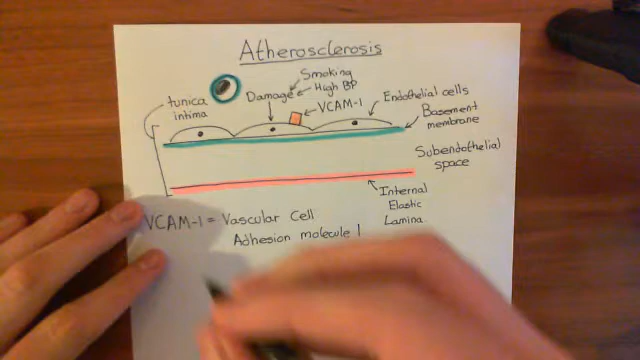 Atherosclerosis
Smoking
High BP
Damage
VCAM-1
Endothelial cells
tunica
intima
Basement
membrane
Subendothelial
space
Internal
Elastic
Lamina
VCAM-1 = Vascular Cell
Adhesion molecule 1